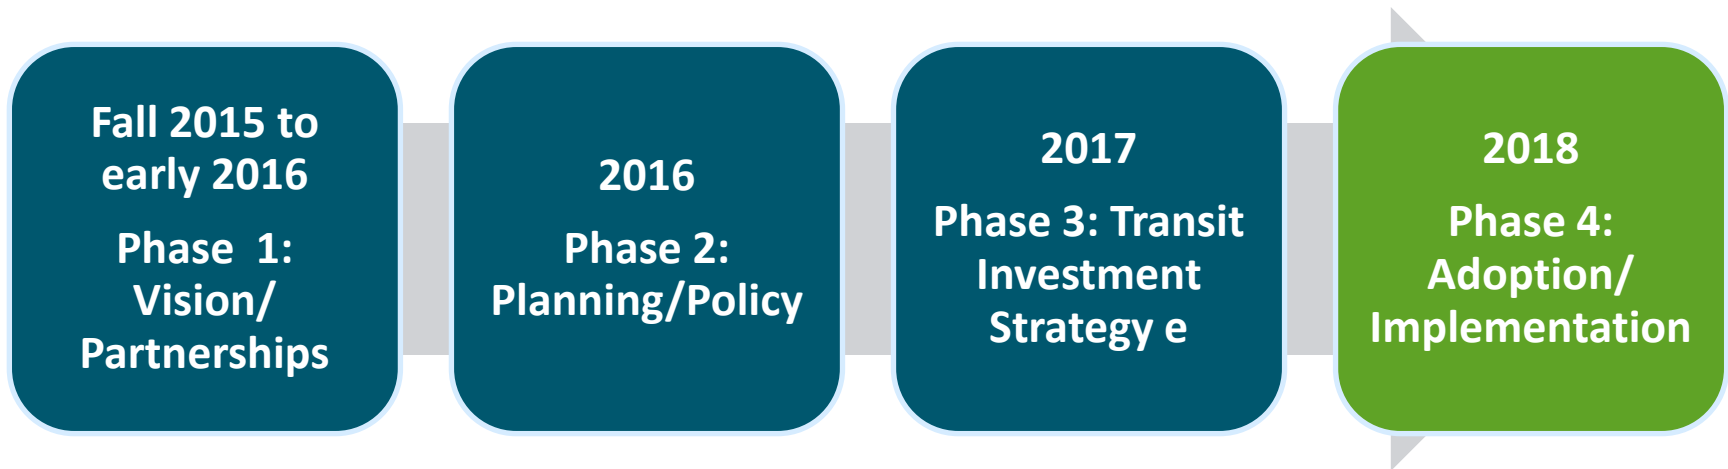 Fall 2015 to
early 2016
Phase  1:
Vision/
Partnerships
2016
Phase 2:
Planning/Policy
2017
Phase 3: Transit
Investment
Strategy e
2018
Phase 4:
Adoption/
Implementation